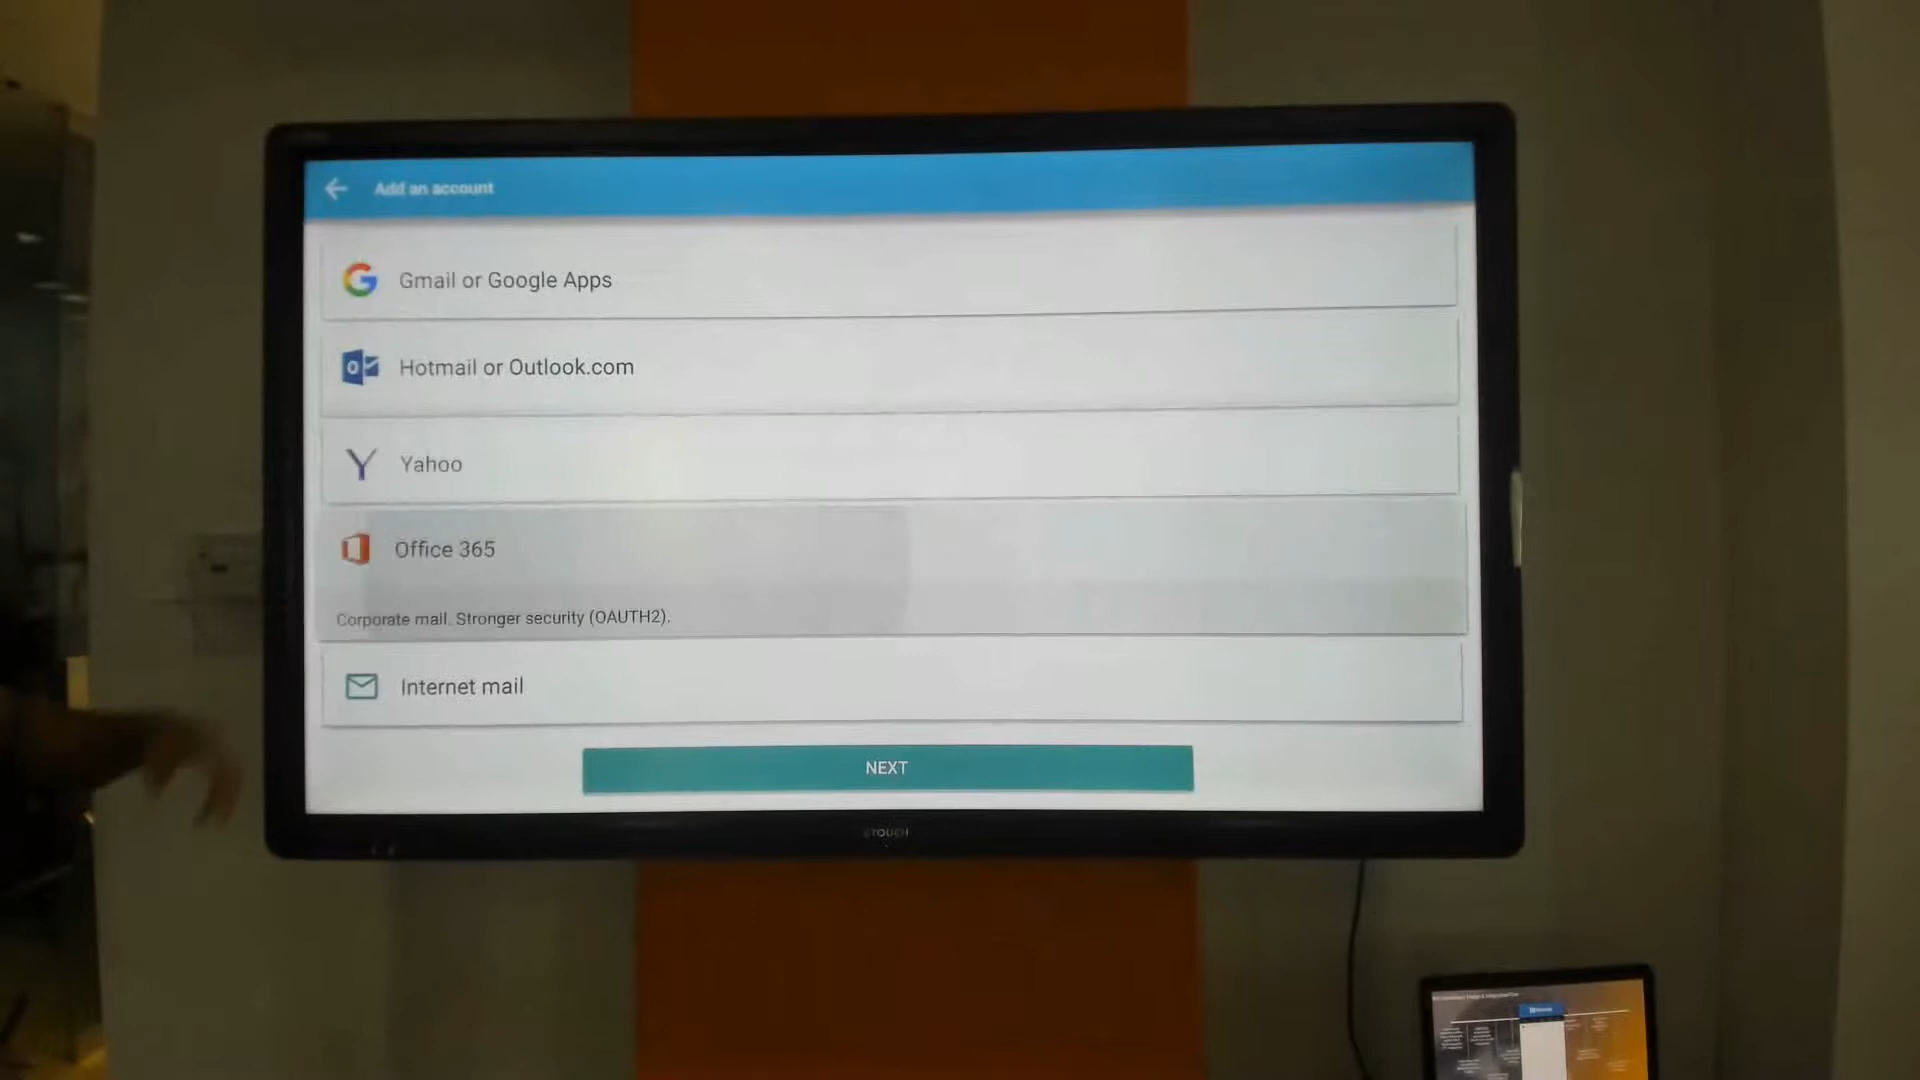 Add an account
Gmail or Google Apps
Hotmail or Outlook.com
Yahoo
Office 365
Corporate mail. Stronger security (OAUTH2).
Internet mail
NEXT